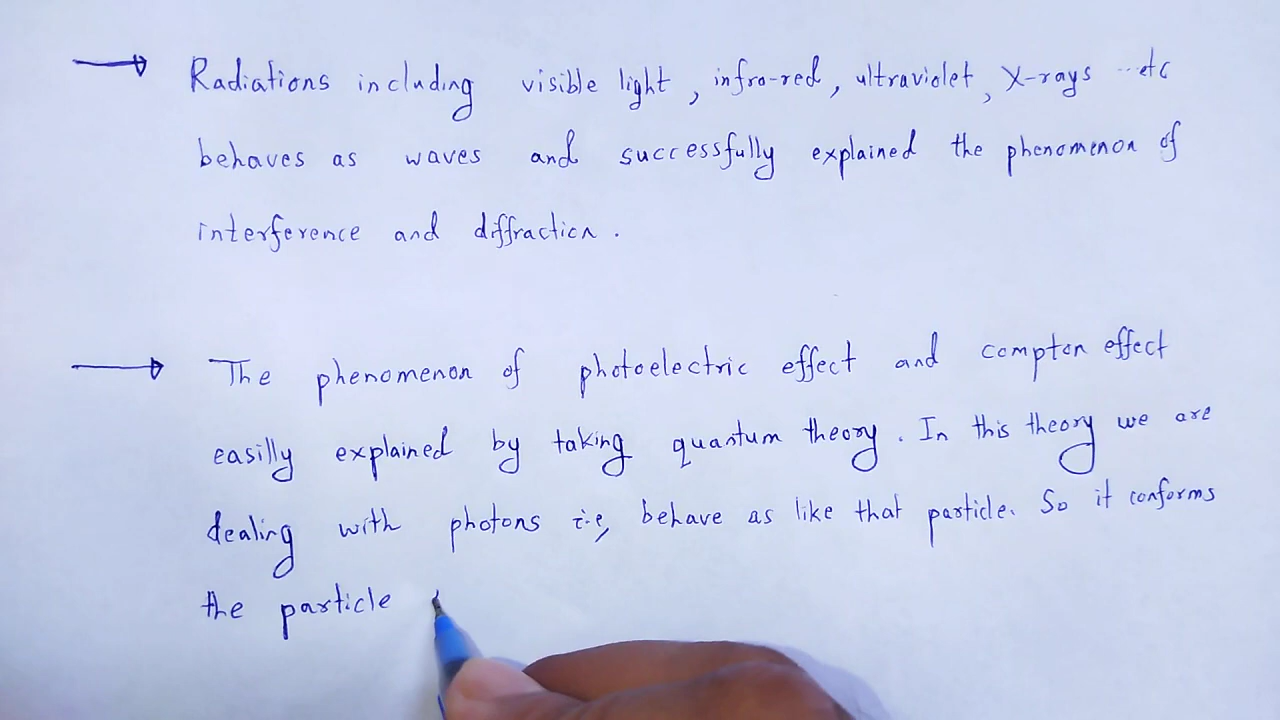 Radiations including visible light, infra-red, ultraviolet, X-rays ...etc
behaves as waves and successfully explained the phenomenon of
interference and diffraction.
The phenomenon of photoelectric effect and compton effect
easilly explained by taking quantum theory. In this theory we are
dealing with photons i.e, behave as like that particle. So it conforms
the particle